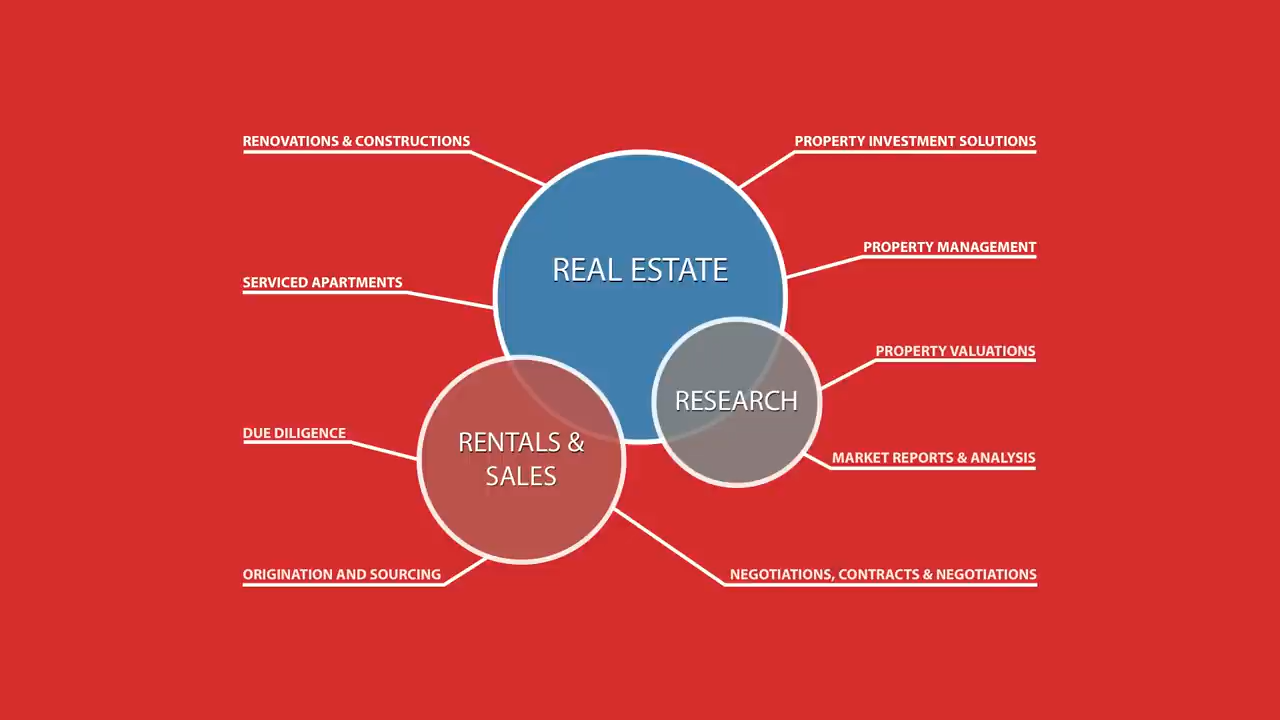 RENOVATIONS & CONSTRUCTIONS
PROPERTY INVESTMENT SOLUTIONS
PROPERTY MANAGEMENT
REAL ESTATE
SERVICED APARTMENTS
PROPERTY VALUATIONS
RESEARCH
DUE DILIGENCE
RENTALS &
SALES
MARKET REPORTS & ANALYSIS
ORIGINATION AND SOURCING
NEGOTIATIONS, CONTRACTS & NEGOTIATIONS